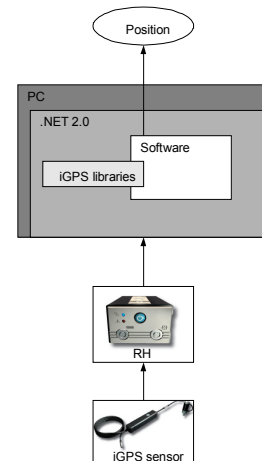 Position
PC
.NET 2.0
Software
iGPS libraries
RH
iGPS sensor